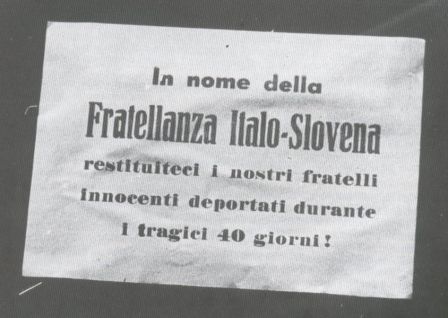 In nome della
Fratellanza Italo-Slovena
restituiteci i nostri fratelli
innocenti deportati durante
i tragici 40 giorni!